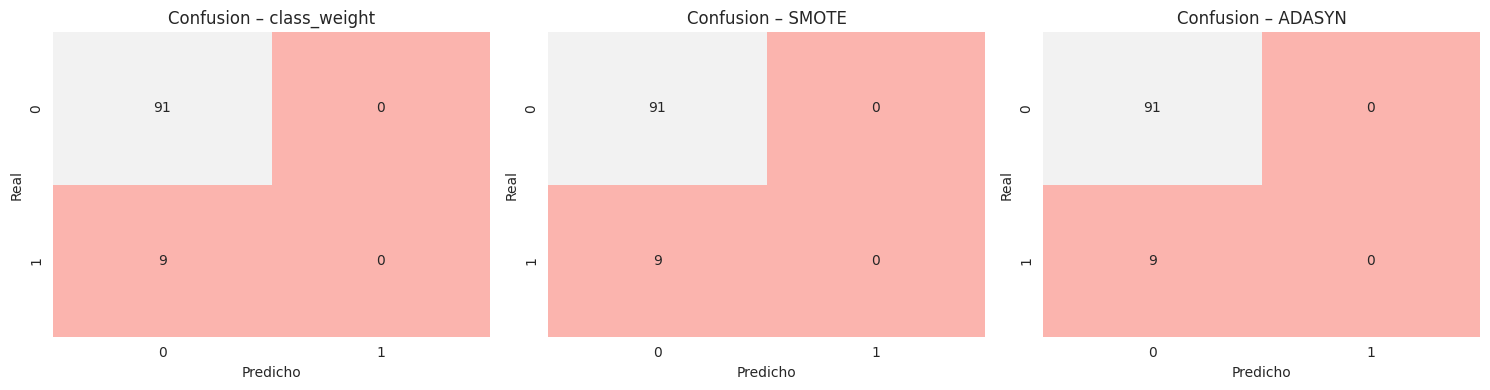 Confusion – class_weight
0
91
0
Real
1
9
0
0
1
Predicho
Confusion – SMOTE
0
91
0
Real
1
9
0
0
1
Predicho
Confusion – ADASYN
0
91
0
Real
1
9
0
0
1
Predicho